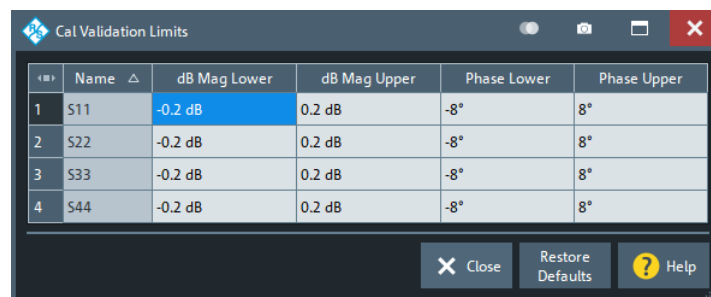 Cal Validation Limits
Name dB Mag Lower dB Mag Upper Phase Lower Phase Upper
1 S11 -0.2 dB 0.2 dB -8° 8°
2 S22 -0.2 dB 0.2 dB -8° 8°
3 S33 -0.2 dB 0.2 dB -8° 8°
4 S44 -0.2 dB 0.2 dB -8° 8°
Close Restore Defaults ? Help